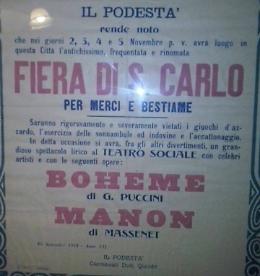 IL PODESTA'
rende noto
che nei giorni 2, 3, 4 e 5 Novembre p. v. avrà luogo in
questa Città l'antichissimo, frequentata e rinomata
FIERA DI S. CARLO
PER MERCI E BESTIAME
Saranno rigorosamente e severamente vietati i giuochi d'az-
zardo, l'esercizio delle sonnambule ed indovine e l'accattonaggio.
In detta occasione si avrà, fra gli altri divertimenti, un gran-
dioso spettacolo lirico al TEATRO SOCIALE con celebri
artisti e con le seguenti opere:
BOHEME
di G. PUCCINI
MANON
di MASSENET
IL PODESTA'